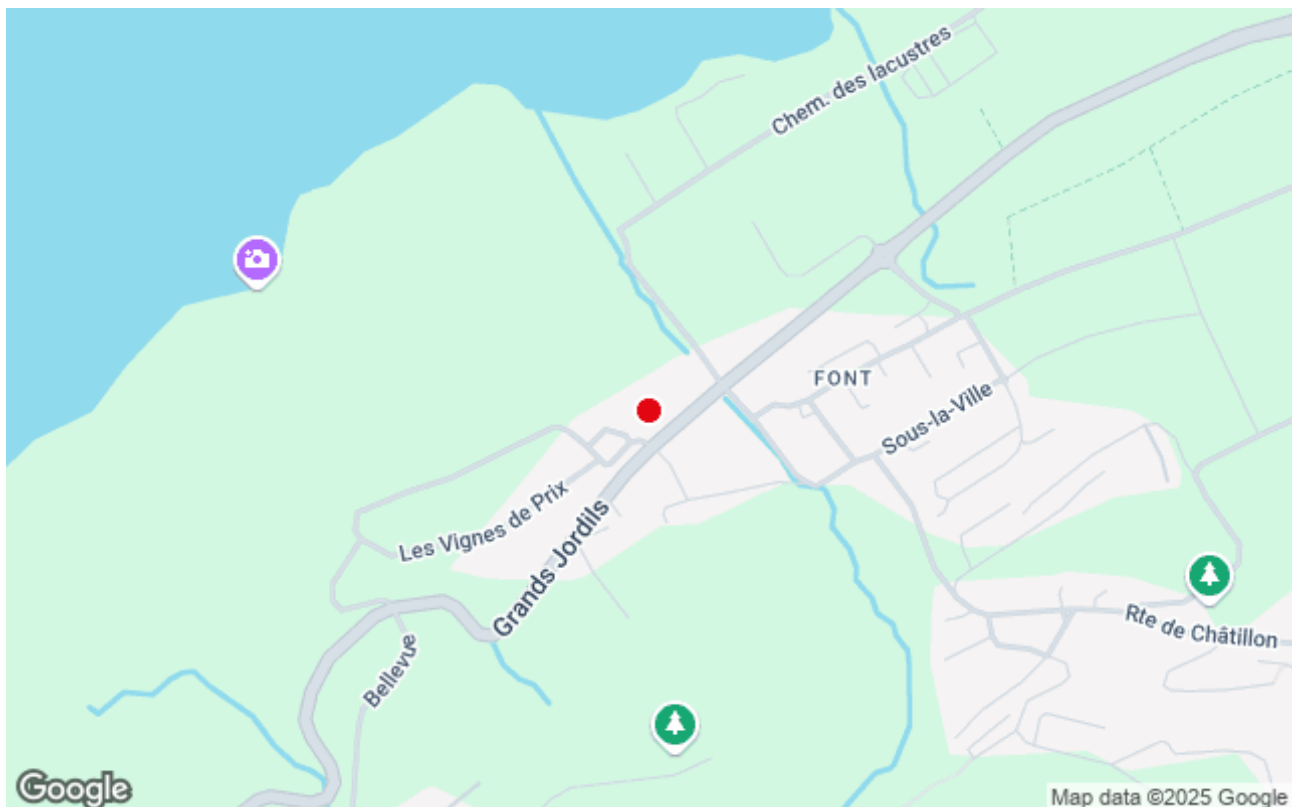 Chem. des lacustres
FONT
Sous-la-Ville
Les Vignes de Prix
Grands Jordils
Bellevue
Rte de Châtillon
Google
Map data ©2025 Google